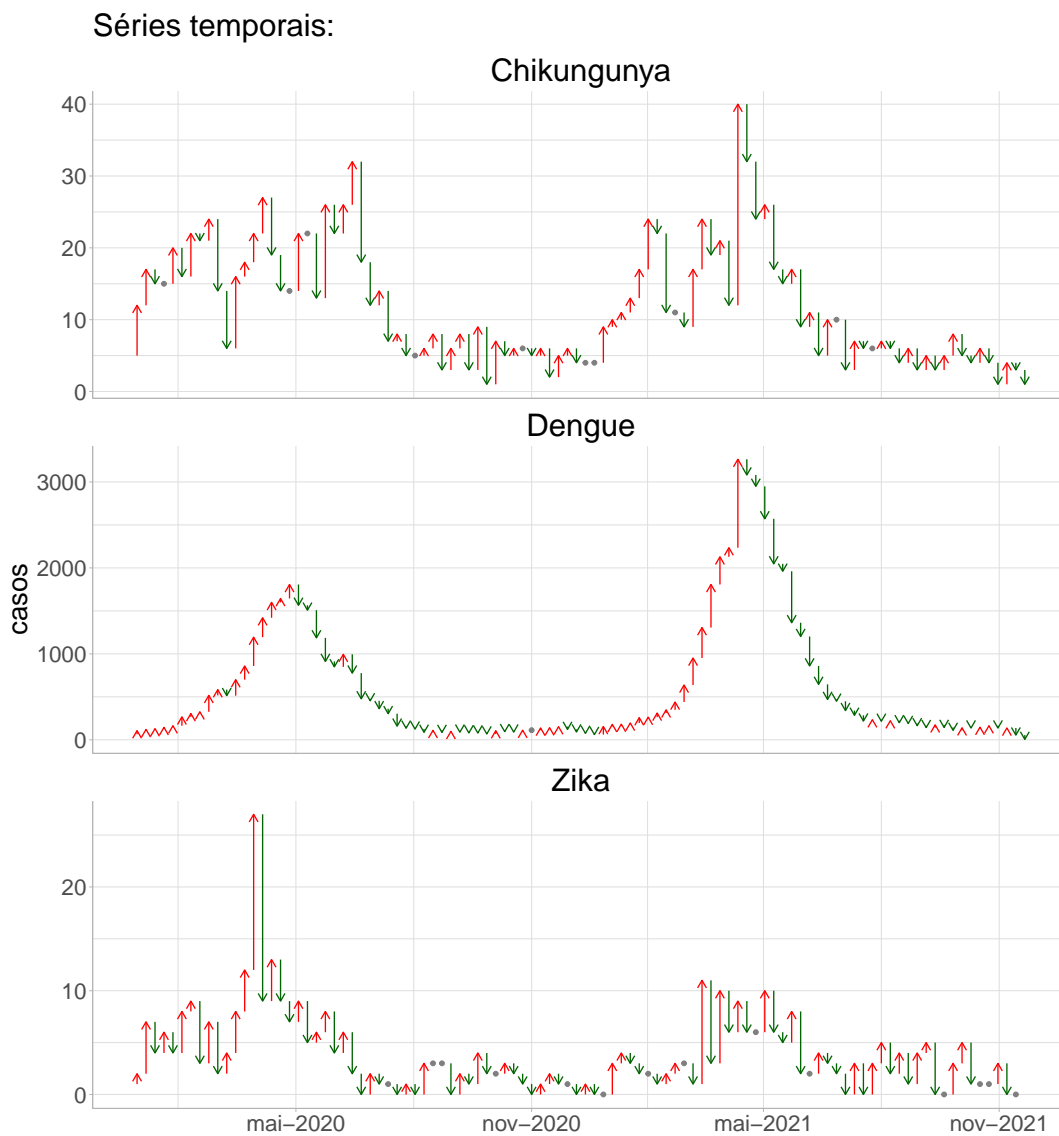 Séries temporais:
Chikungunya
40
30
20
10
0
Dengue
3000
2000
1000
0
casos
Zika
20
10
0
mai−2020 nov−2020 mai−2021 nov−2021